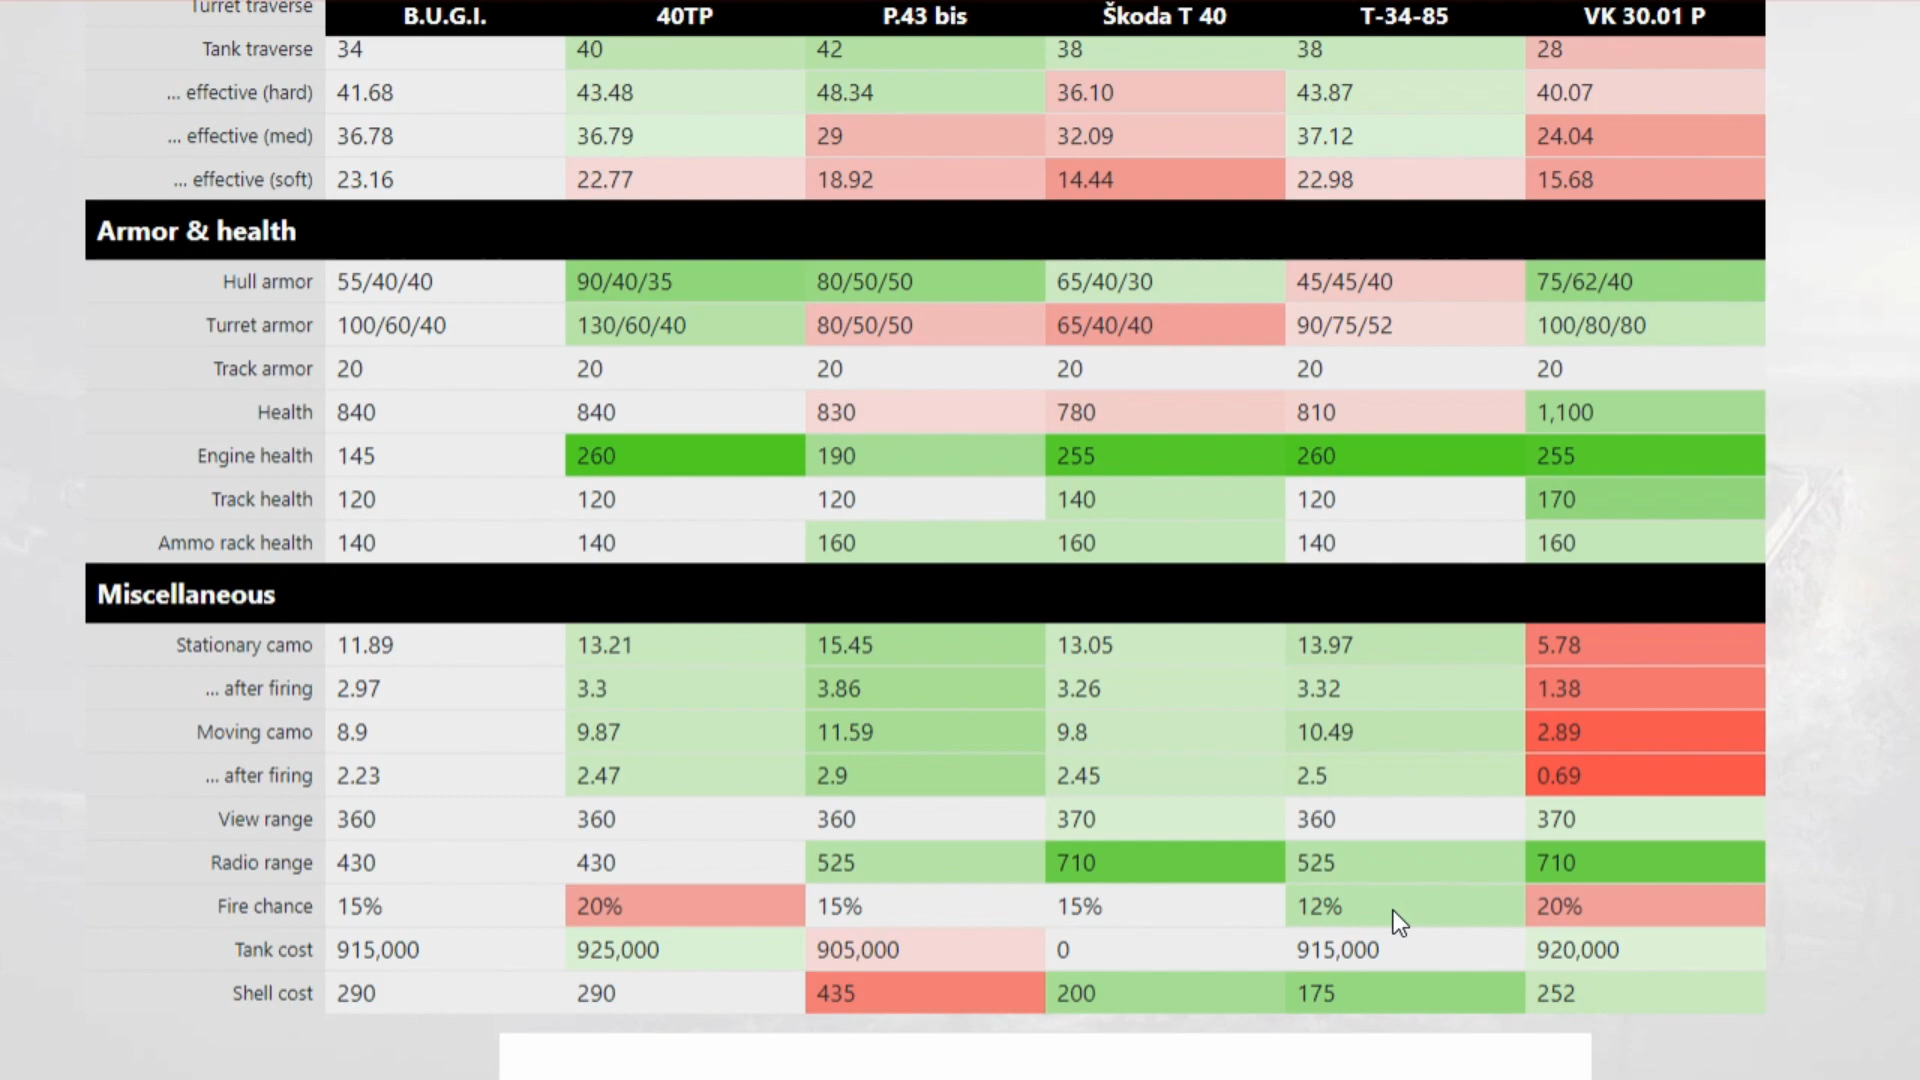 Turret traverse B.U.G.I. 40TP P.43 bis Škoda T 40 T-34-85 VK 30.01 P
Tank traverse 34 40 42 38 38 28
... effective (hard) 41.68 43.48 48.34 36.10 43.87 40.07
... effective (med) 36.78 36.79 29 32.09 37.12 24.04
... effective (soft) 23.16 22.77 18.92 14.44 22.98 15.68
Armor & health
Hull armor 55/40/40 90/40/35 80/50/50 65/40/30 45/45/40 75/62/40
Turret armor 100/60/40 130/60/40 80/50/50 65/40/40 90/75/52 100/80/80
Track armor 20 20 20 20 20 20
Health 840 840 830 780 810 1,100
Engine health 145 260 190 255 260 255
Track health 120 120 120 140 120 170
Ammo rack health 140 140 160 160 140 160
Miscellaneous
Stationary camo 11.89 13.21 15.45 13.05 13.97 5.78
... after firing 2.97 3.3 3.86 3.26 3.32 1.38
Moving camo 8.9 9.87 11.59 9.8 10.49 2.89
... after firing 2.23 2.47 2.9 2.45 2.5 0.69
View range 360 360 360 370 360 370
Radio range 430 430 525 710 525 710
Fire chance 15% 20% 15% 15% 12% 20%
Tank cost 915,000 925,000 905,000 0 915,000 920,000
Shell cost 290 290 435 200 175 252